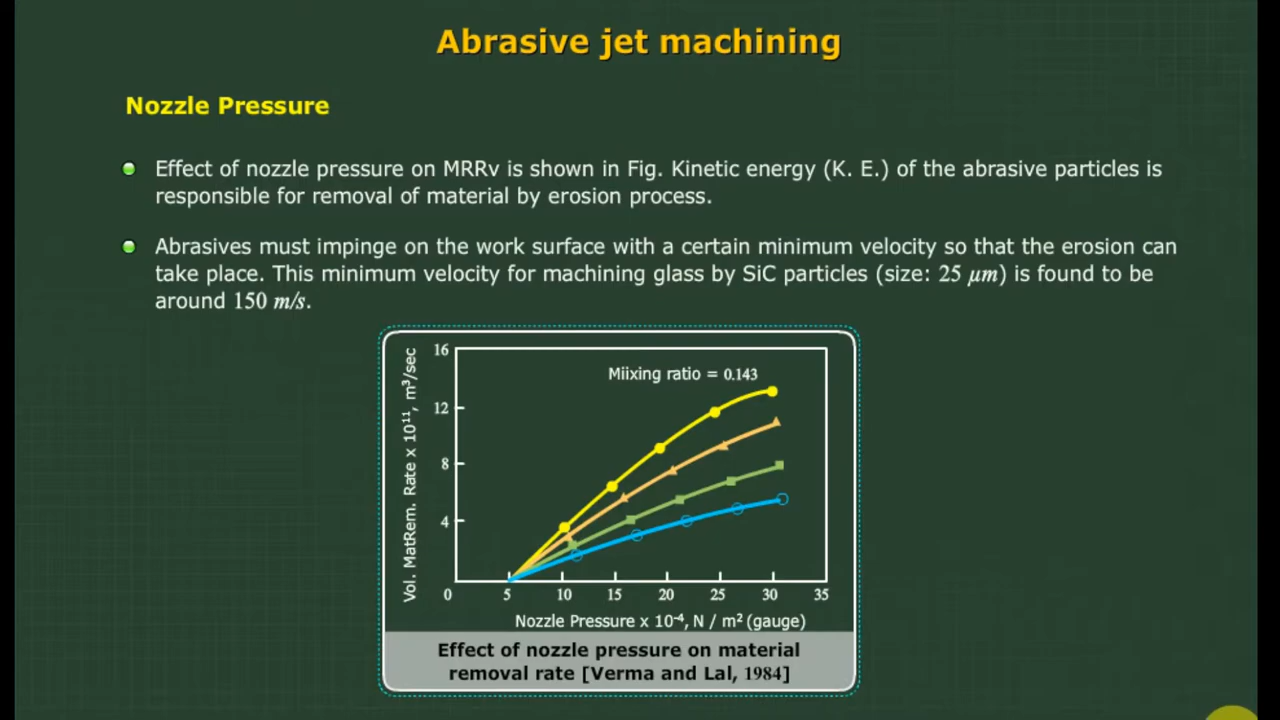 Abrasive jet machining
Nozzle Pressure
Effect of nozzle pressure on MRRv is shown in Fig. Kinetic energy (K. E.) of the abrasive particles is
responsible for removal of material by erosion process.
Abrasives must impinge on the work surface with a certain minimum velocity so that the erosion can
take place. This minimum velocity for machining glass by SiC particles (size: 25 μm) is found to be
around 150 m/s.
Vol. MatRem. Rate x 10¹¹, m³/sec
16
12
8
4
Miixing ratio = 0.143
0 5 10 15 20 25 30 35
Nozzle Pressure x 10⁻⁴, N / m² (gauge)
Effect of nozzle pressure on material
removal rate [Verma and Lal, 1984]